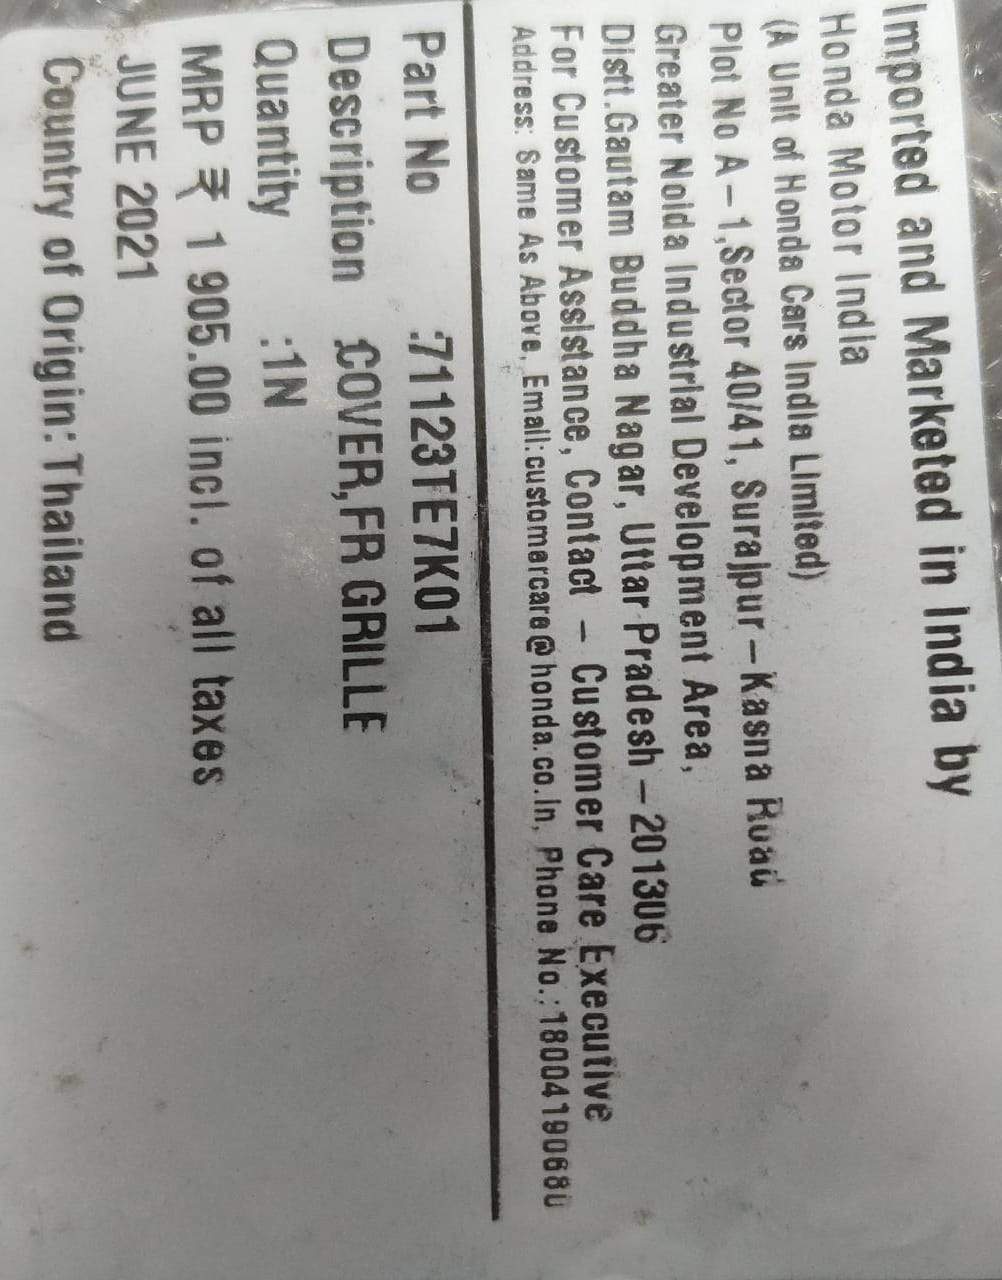 Imported and Marketed in India by
Honda Motor India
(A Unit of Honda Cars India Limited)
Plot No A-1,Sector 40/41, Surajpur-Kasna Road
Greater Noida Industrial Development Area,
Distt.Gautam Buddha Nagar, Uttar Pradesh-201306
For Customer Assistance, Contact - Customer Care Executive
Address: Same As Above, Email:customercare@honda.co.in, Phone No.:18004190680
Part No :71123TE7K01
Description :COVER,FR GRILLE
Quantity :1N
MRP ₹ 1 905.00 incl. of all taxes
JUNE 2021
Country of Origin: Thailand